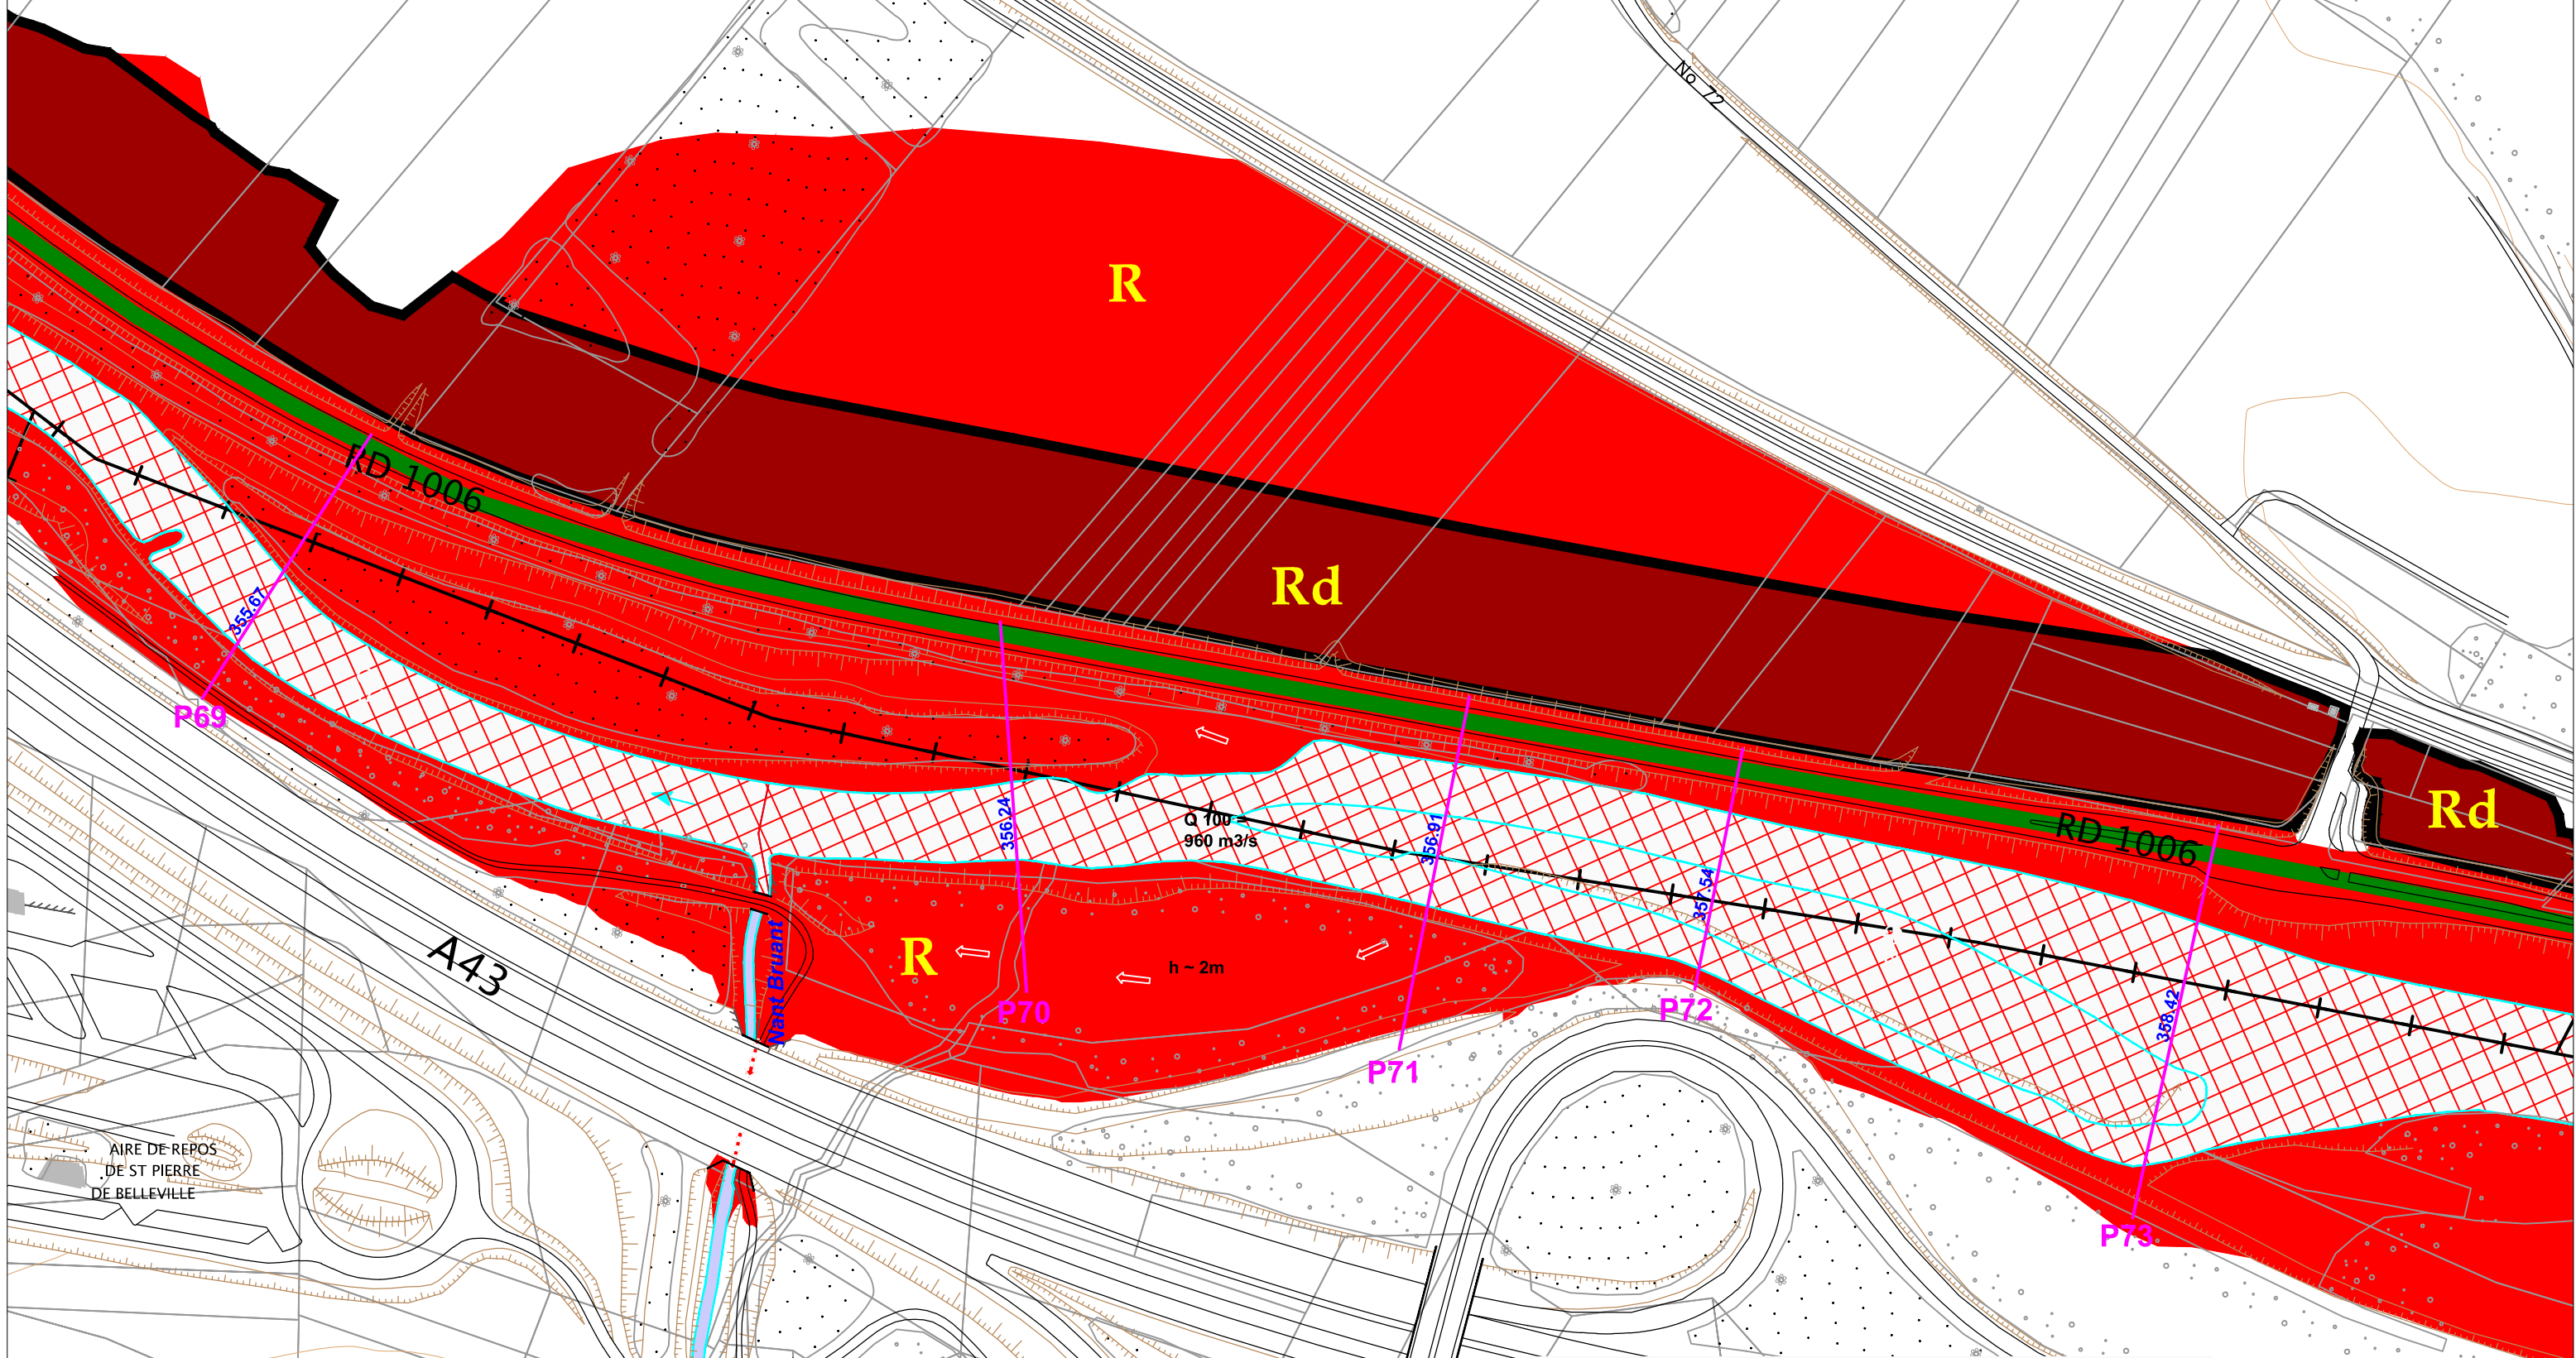 No 72
R
RD 1006
Rd
355.67
P69
356.24
Q 100 =
960 m3/s
356.91
357.54
RD 1006
Rd
A43
Nant Bruant
R
h ~ 2m
P70
P71
P72
358.42
P73
AIRE DE REPOS
DE ST PIERRE
DE BELLEVILLE